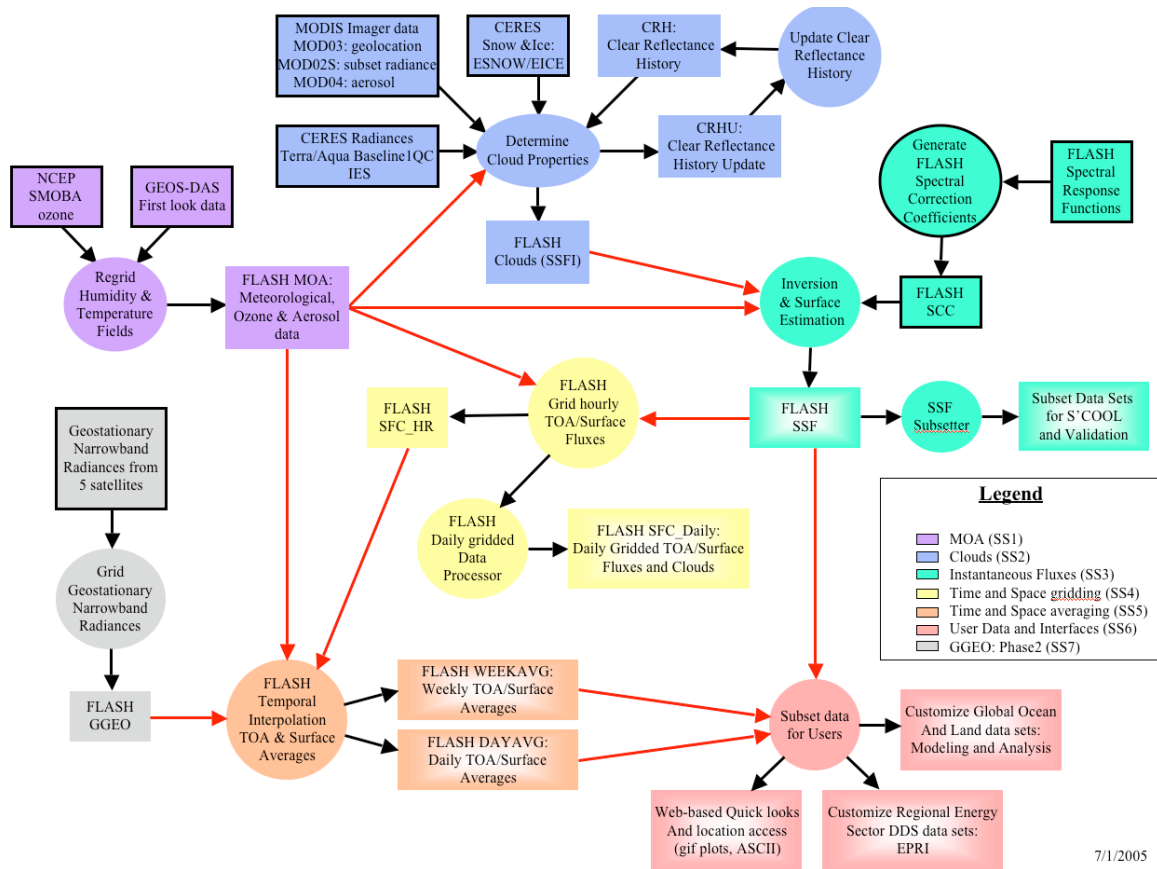 MODIS Imager data
MOD03: geolocation
MOD02S: subset radiance
MOD04: aerosol
CERES
Snow &Ice:
ESNOW/EICE
CRH:
Clear Reflectance
History
Update Clear
Reflectance
History
CERES Radiances
Terra/Aqua Baseline1QC
IES
Determine
Cloud Properties
CRHU:
Clear Reflectance
History Update
Generate
FLASH
Spectral
Correction
Coefficients
FLASH
Spectral
Response
Functions
NCEP
SMOBA
ozone
GEOS-DAS
First look data
FLASH
Clouds (SSFI)
Regrid
Humidity &
Temperature
Fields
FLASH MOA:
Meteorological,
Ozone & Aerosol
data
Inversion
& Surface
Estimation
FLASH
SCC
FLASH
SFC_HR
FLASH
Grid hourly
TOA/Surface
Fluxes
FLASH
SSF
SSF
Subsetter
Subset Data Sets
for S’COOL
and Validation
Geostationary
Narrowband
Radiances from
5 satellites
FLASH
Daily gridded
Data
Processor
FLASH SFC_Daily:
Daily Gridded TOA/Surface
Fluxes and Clouds
Legend
MOA (SS1)
Clouds (SS2)
Instantaneous Fluxes (SS3)
Time and Space gridding (SS4)
Time and Space averaging (SS5)
User Data and Interfaces (SS6)
GGEO: Phase2 (SS7)
Grid
Geostationary
Narrowband
Radiances
FLASH
GGEO
FLASH
Temporal
Interpolation
TOA & Surface
Averages
FLASH WEEKAVG:
Weekly TOA/Surface
Averages
FLASH DAYAVG:
Daily TOA/Surface
Averages
Subset data
for Users
Customize Global Ocean
And Land data sets:
Modeling and Analysis
Web-based Quick looks
And location access
(gif plots, ASCII)
Customize Regional Energy
Sector DDS data sets:
EPRI
7/1/2005